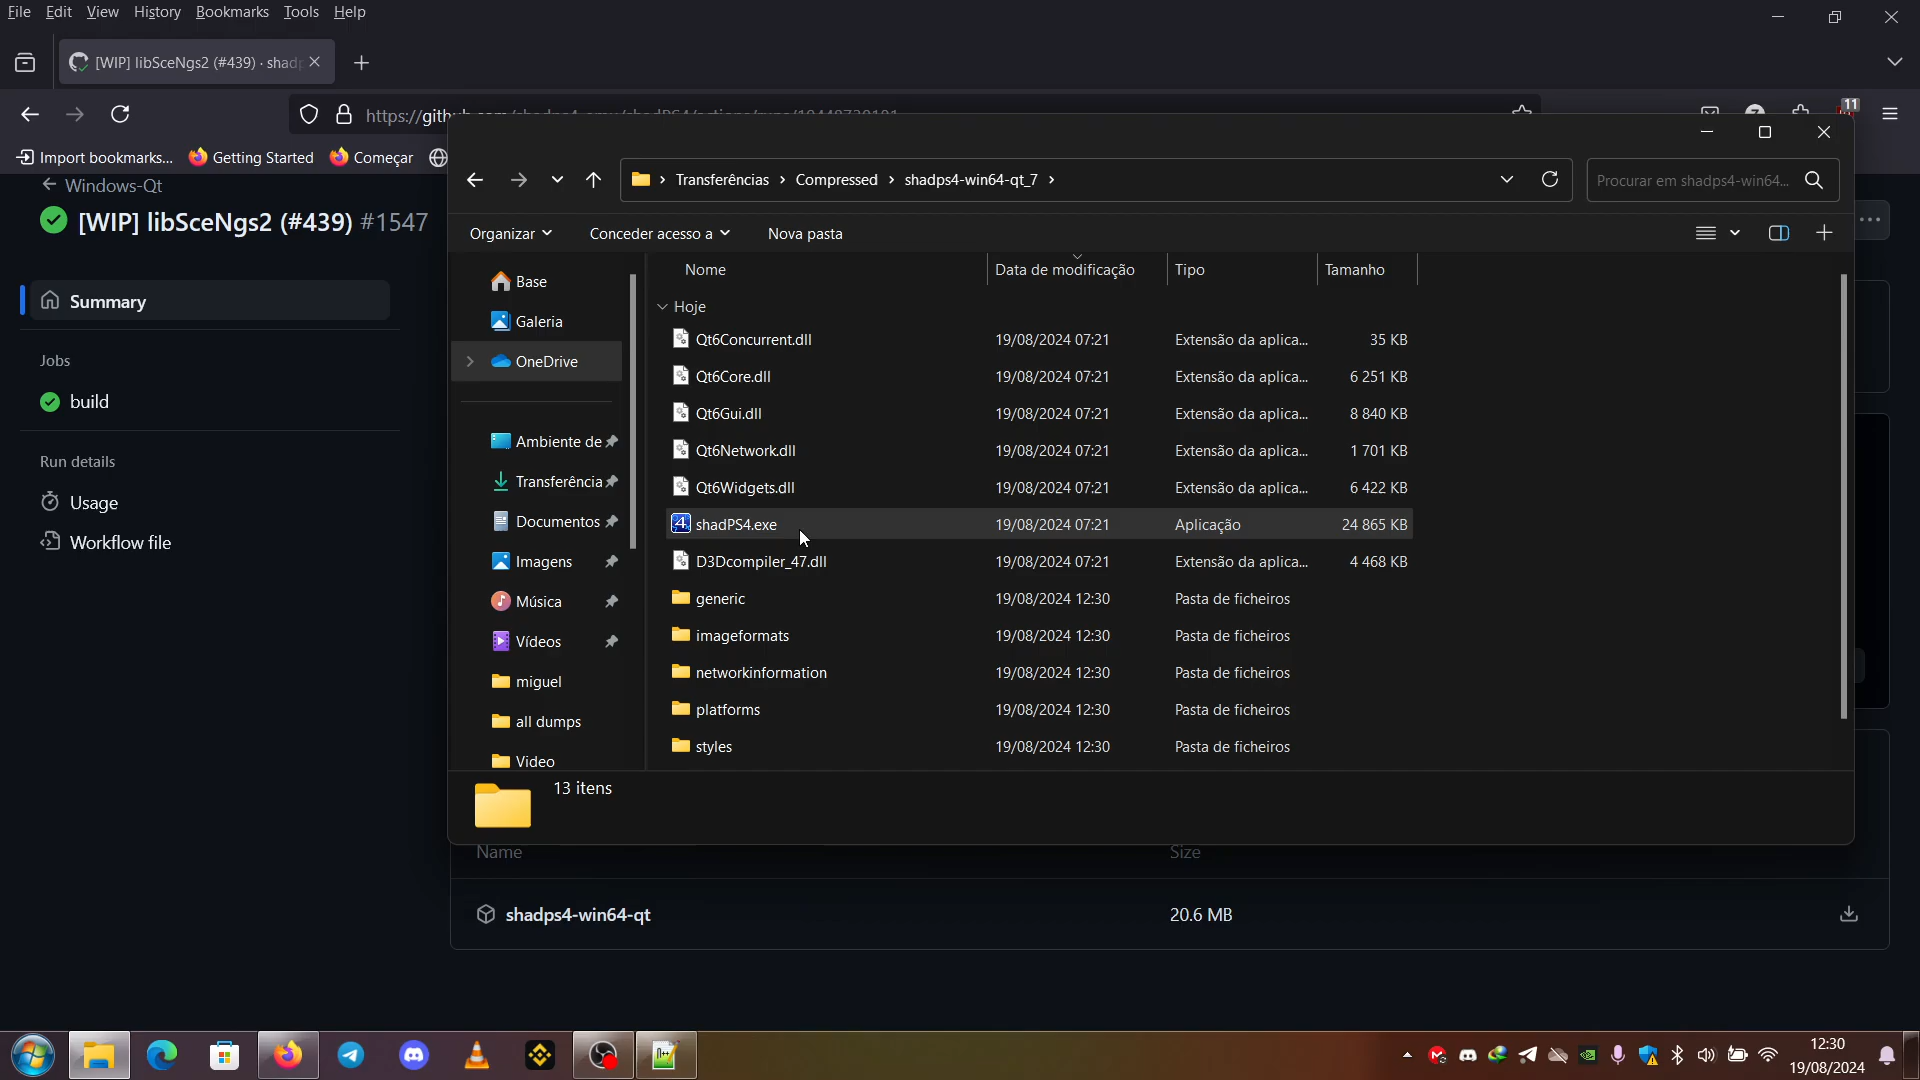 File Edit View History Bookmarks Tools Help
[WIP] libSceNgs2 (#439) · shadp
Import bookmarks... Getting Started Começar
Windows-Qt
[WIP] libSceNgs2 (#439) #1547
Summary
Jobs
build
Run details
Usage
Workflow file
11
Transferências › Compressed › shadps4-win64-qt_7 ›
Procurar em shadps4-win64...
Organizar Conceder acesso a Nova pasta
Base
Galeria
OneDrive
Ambiente de
Transferência
Documentos
Imagens
Música
Vídeos
miguel
all dumps
Video
Nome Data de modificação Tipo Tamanho
Hoje
Qt6Concurrent.dll 19/08/2024 07:21 Extensão da aplica... 35 KB
Qt6Core.dll 19/08/2024 07:21 Extensão da aplica... 6 251 KB
Qt6Gui.dll 19/08/2024 07:21 Extensão da aplica... 8 840 KB
Qt6Network.dll 19/08/2024 07:21 Extensão da aplica... 1 701 KB
Qt6Widgets.dll 19/08/2024 07:21 Extensão da aplica... 6 422 KB
shadPS4.exe 19/08/2024 07:21 Aplicação 24 865 KB
D3Dcompiler_47.dll 19/08/2024 07:21 Extensão da aplica... 4 468 KB
generic 19/08/2024 12:30 Pasta de ficheiros
imageformats 19/08/2024 12:30 Pasta de ficheiros
networkinformation 19/08/2024 12:30 Pasta de ficheiros
platforms 19/08/2024 12:30 Pasta de ficheiros
styles 19/08/2024 12:30 Pasta de ficheiros
13 itens
Name Size
shadps4-win64-qt 20.6 MB
12:30
19/08/2024